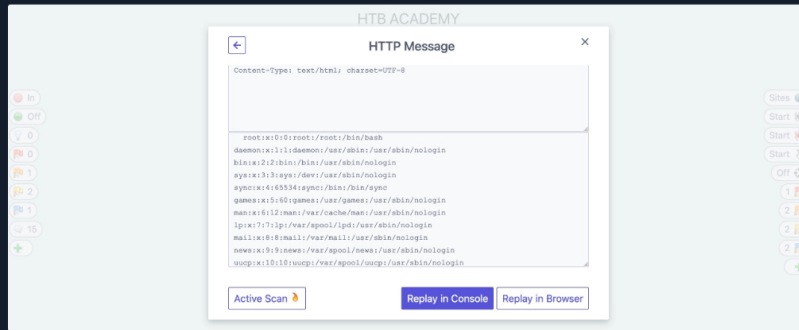 HTB ACADEMY
HTTP Message
Content-Type: text/html; charset=UTF-8
root:x:0:0:root:/root:/bin/bash
daemon:x:1:1:daemon:/usr/sbin:/usr/sbin/nologin
bin:x:2:2:bin:/bin:/usr/sbin/nologin
sys:x:3:3:sys:/dev:/usr/sbin/nologin
sync:x:4:65534:sync:/bin:/bin/sync
games:x:5:60:games:/usr/games:/usr/sbin/nologin
man:x:6:12:man:/var/cache/man:/usr/sbin/nologin
lp:x:7:7:lp:/var/spool/lpd:/usr/sbin/nologin
mail:x:8:8:mail:/var/mail:/usr/sbin/nologin
news:x:9:9:news:/var/spool/news:/usr/sbin/nologin
uucp:x:10:10:uucp:/var/spool/uucp:/usr/sbin/nologin
Active Scan
Replay in Console
Replay in Browser
In
Off
0
0
1
2
1
15
Sites
Start
Start
Start
Off
1
2
2
2